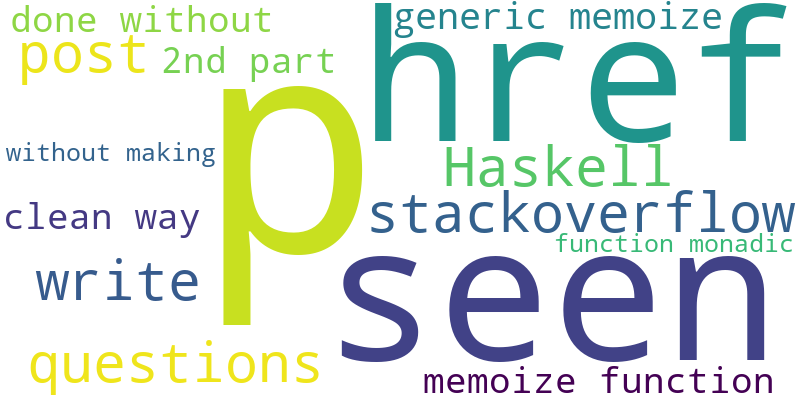 done without
generic memoize
post
2nd part
href
p
without making
Haskell
clean way
stackoverflow
function monadic
write
seen
questions
memoize function